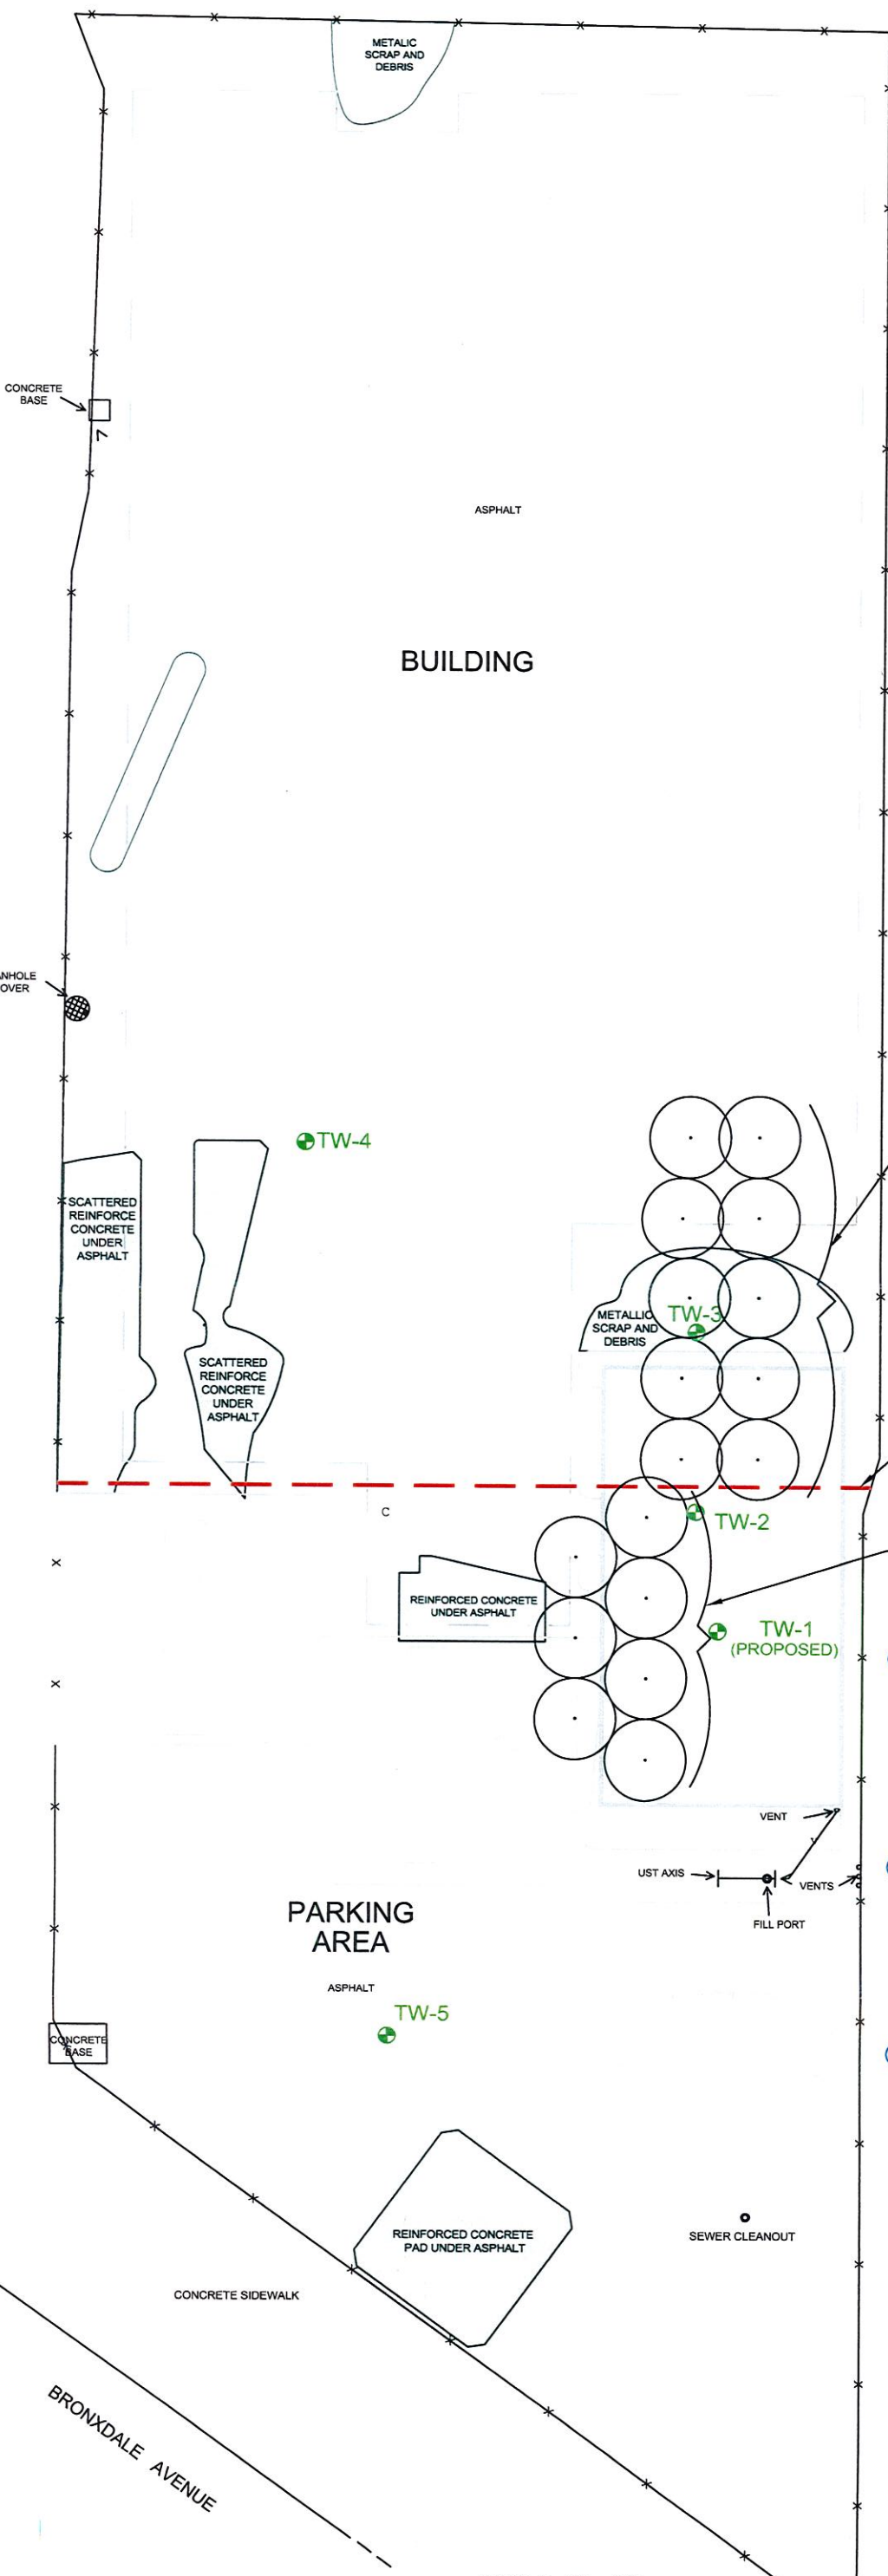 METALIC
SCRAP AND
DEBRIS
CONCRETE
BASE
ASPHALT
BUILDING
ANHOLE
OVER
TW-4
SCATTERED
REINFORCE
CONCRETE
UNDER
ASPHALT
TW-3
METALLIC
SCRAP AND
DEBRIS
SCATTERED
REINFORCE
CONCRETE
UNDER
ASPHALT
C
TW-2
REINFORCED CONCRETE
UNDER ASPHALT
TW-1
(PROPOSED)
VENT
UST AXIS
VENTS
FILL PORT
PARKING
AREA
ASPHALT
TW-5
CONCRETE
BASE
REINFORCED CONCRETE
PAD UNDER ASPHALT
SEWER CLEANOUT
CONCRETE SIDEWALK
BRONXDALE AVENUE